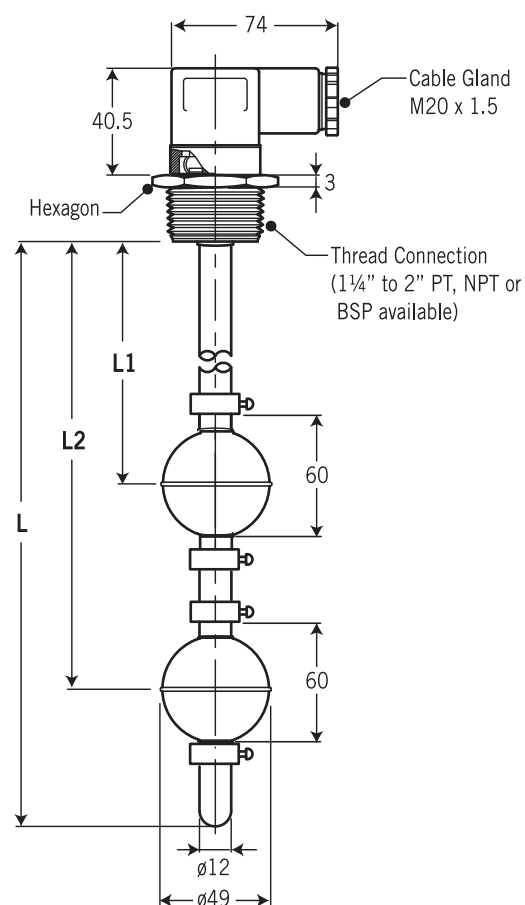 74
Cable Gland
M20 x 1.5
40.5
3
Hexagon
Thread Connection
(1¼” to 2” PT, NPT or
BSP available)
L1
L2
60
L
60
ø12
ø49